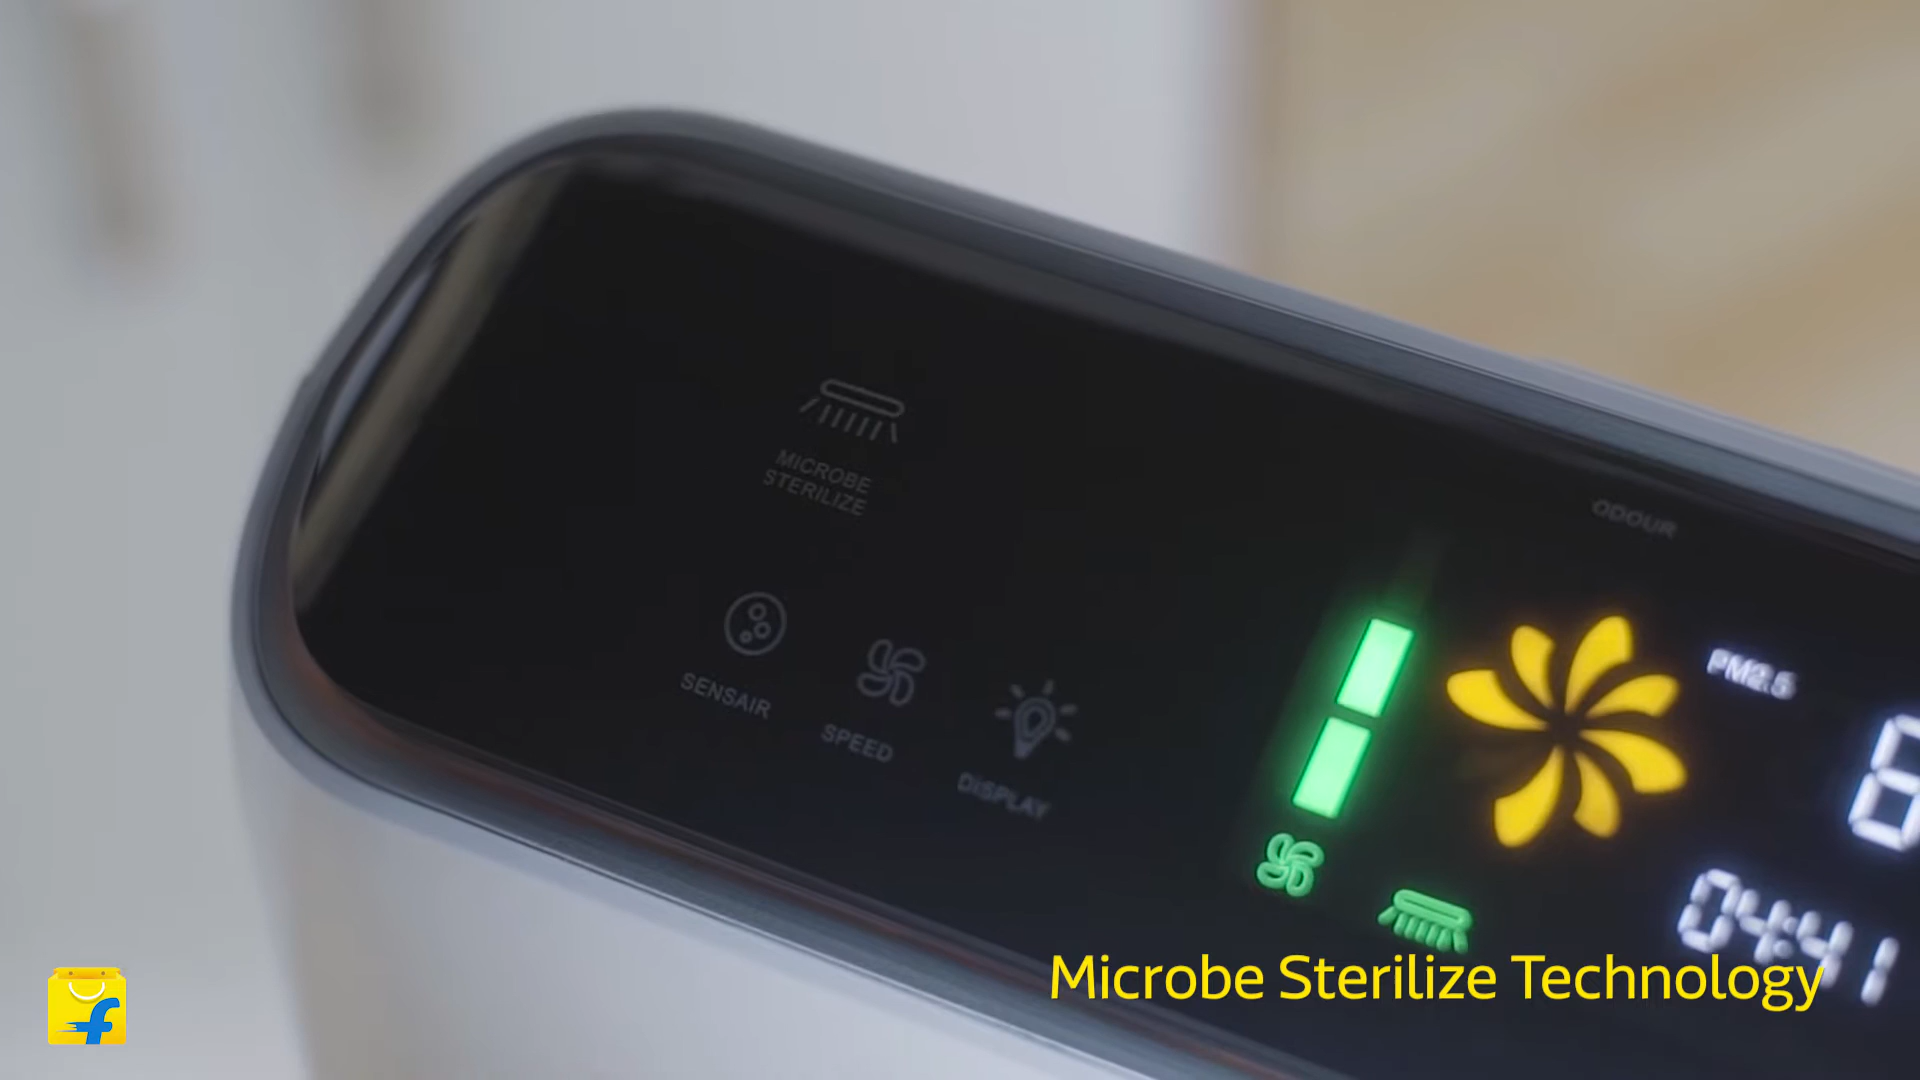 MICROBE
STERILIZE
ODOUR
SENSAIR
SPEED
DISPLAY
PM2.5
04:41
Microbe Sterilize Technology